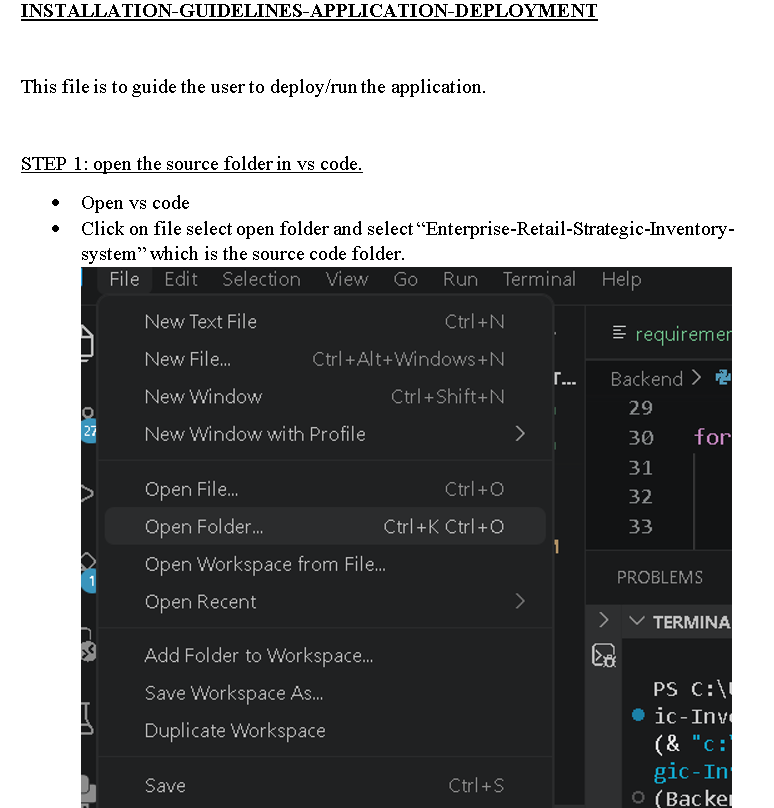 INSTALLATION-GUIDELINES-APPLICATION-DEPLOYMENT
This file is to guide the user to deploy/run the application.
STEP 1: open the source folder in vs code.
• Open vs code
• Click on file select open folder and select “Enterprise-Retail-Strategic-Inventory-
system” which is the source code folder.
File Edit Selection View Go Run Terminal Help
New Text File Ctrl+N
New File... Ctrl+Alt+Windows+N
New Window Ctrl+Shift+N
New Window with Profile
Open File... Ctrl+O
Open Folder... Ctrl+K Ctrl+O
Open Workspace from File...
Open Recent
Add Folder to Workspace...
Save Workspace As...
Duplicate Workspace
Save Ctrl+S
27
1
T...
requiremen
Backend >
29
30 for
31
32
33
PROBLEMS
TERMINA
PS C:\
ic-Inv
(& "c:
gic-In
(Backe